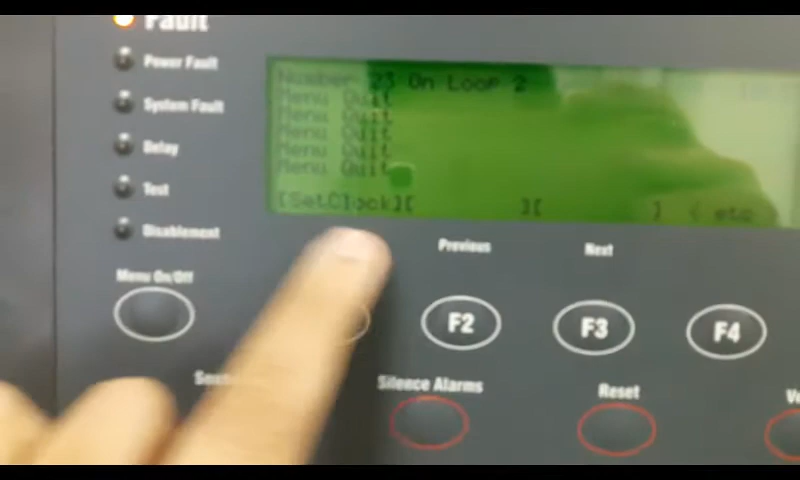 Fault
Power Fault
System Fault
Delay
Test
Disablement
Number 23 On Loop 2
Menu Quit
Menu Quit
Menu Quit
Menu Quit
Menu Quit
[SetClock][ ][ ] ( etc
Previous
Next
Menu On/Off
F2
F3
F4
Silence Alarms
Reset